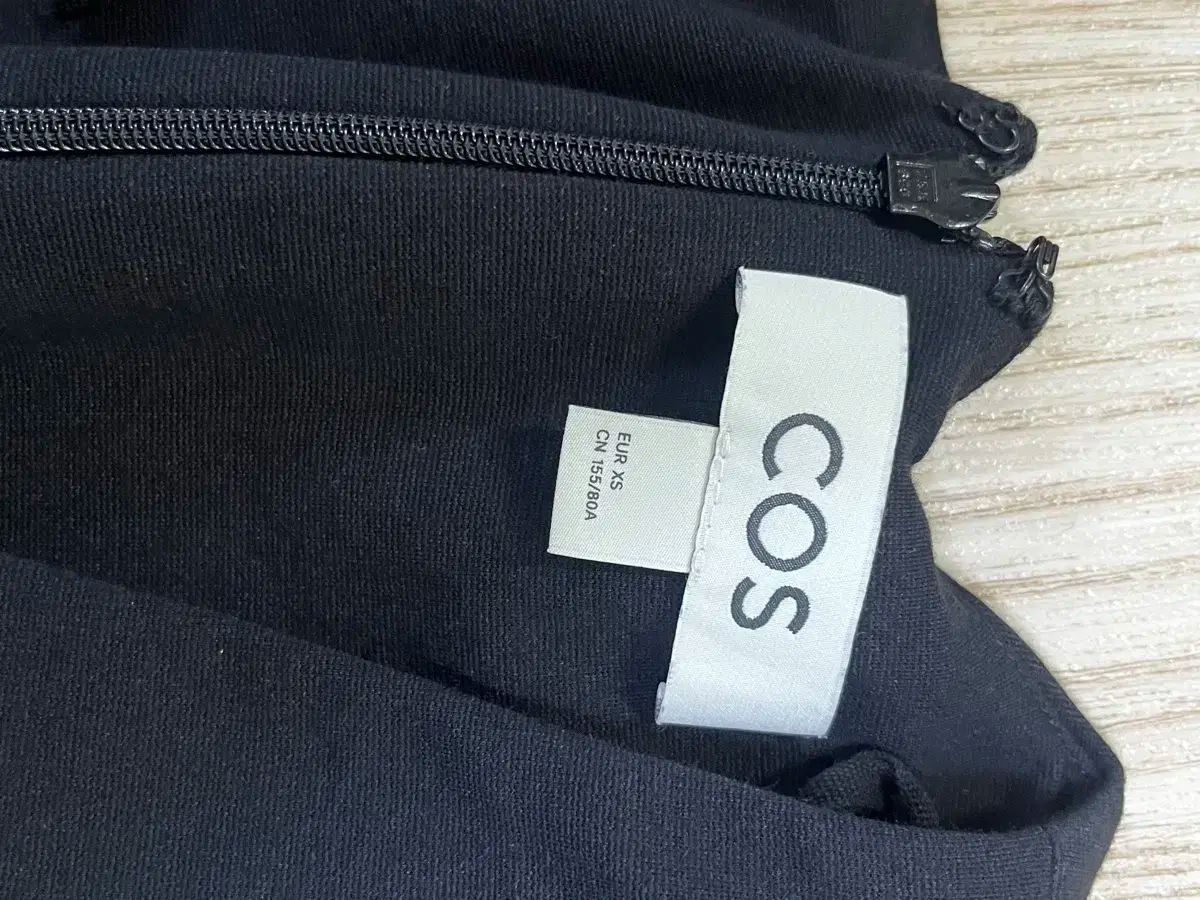 COS
EUR XS
CN 155/80A